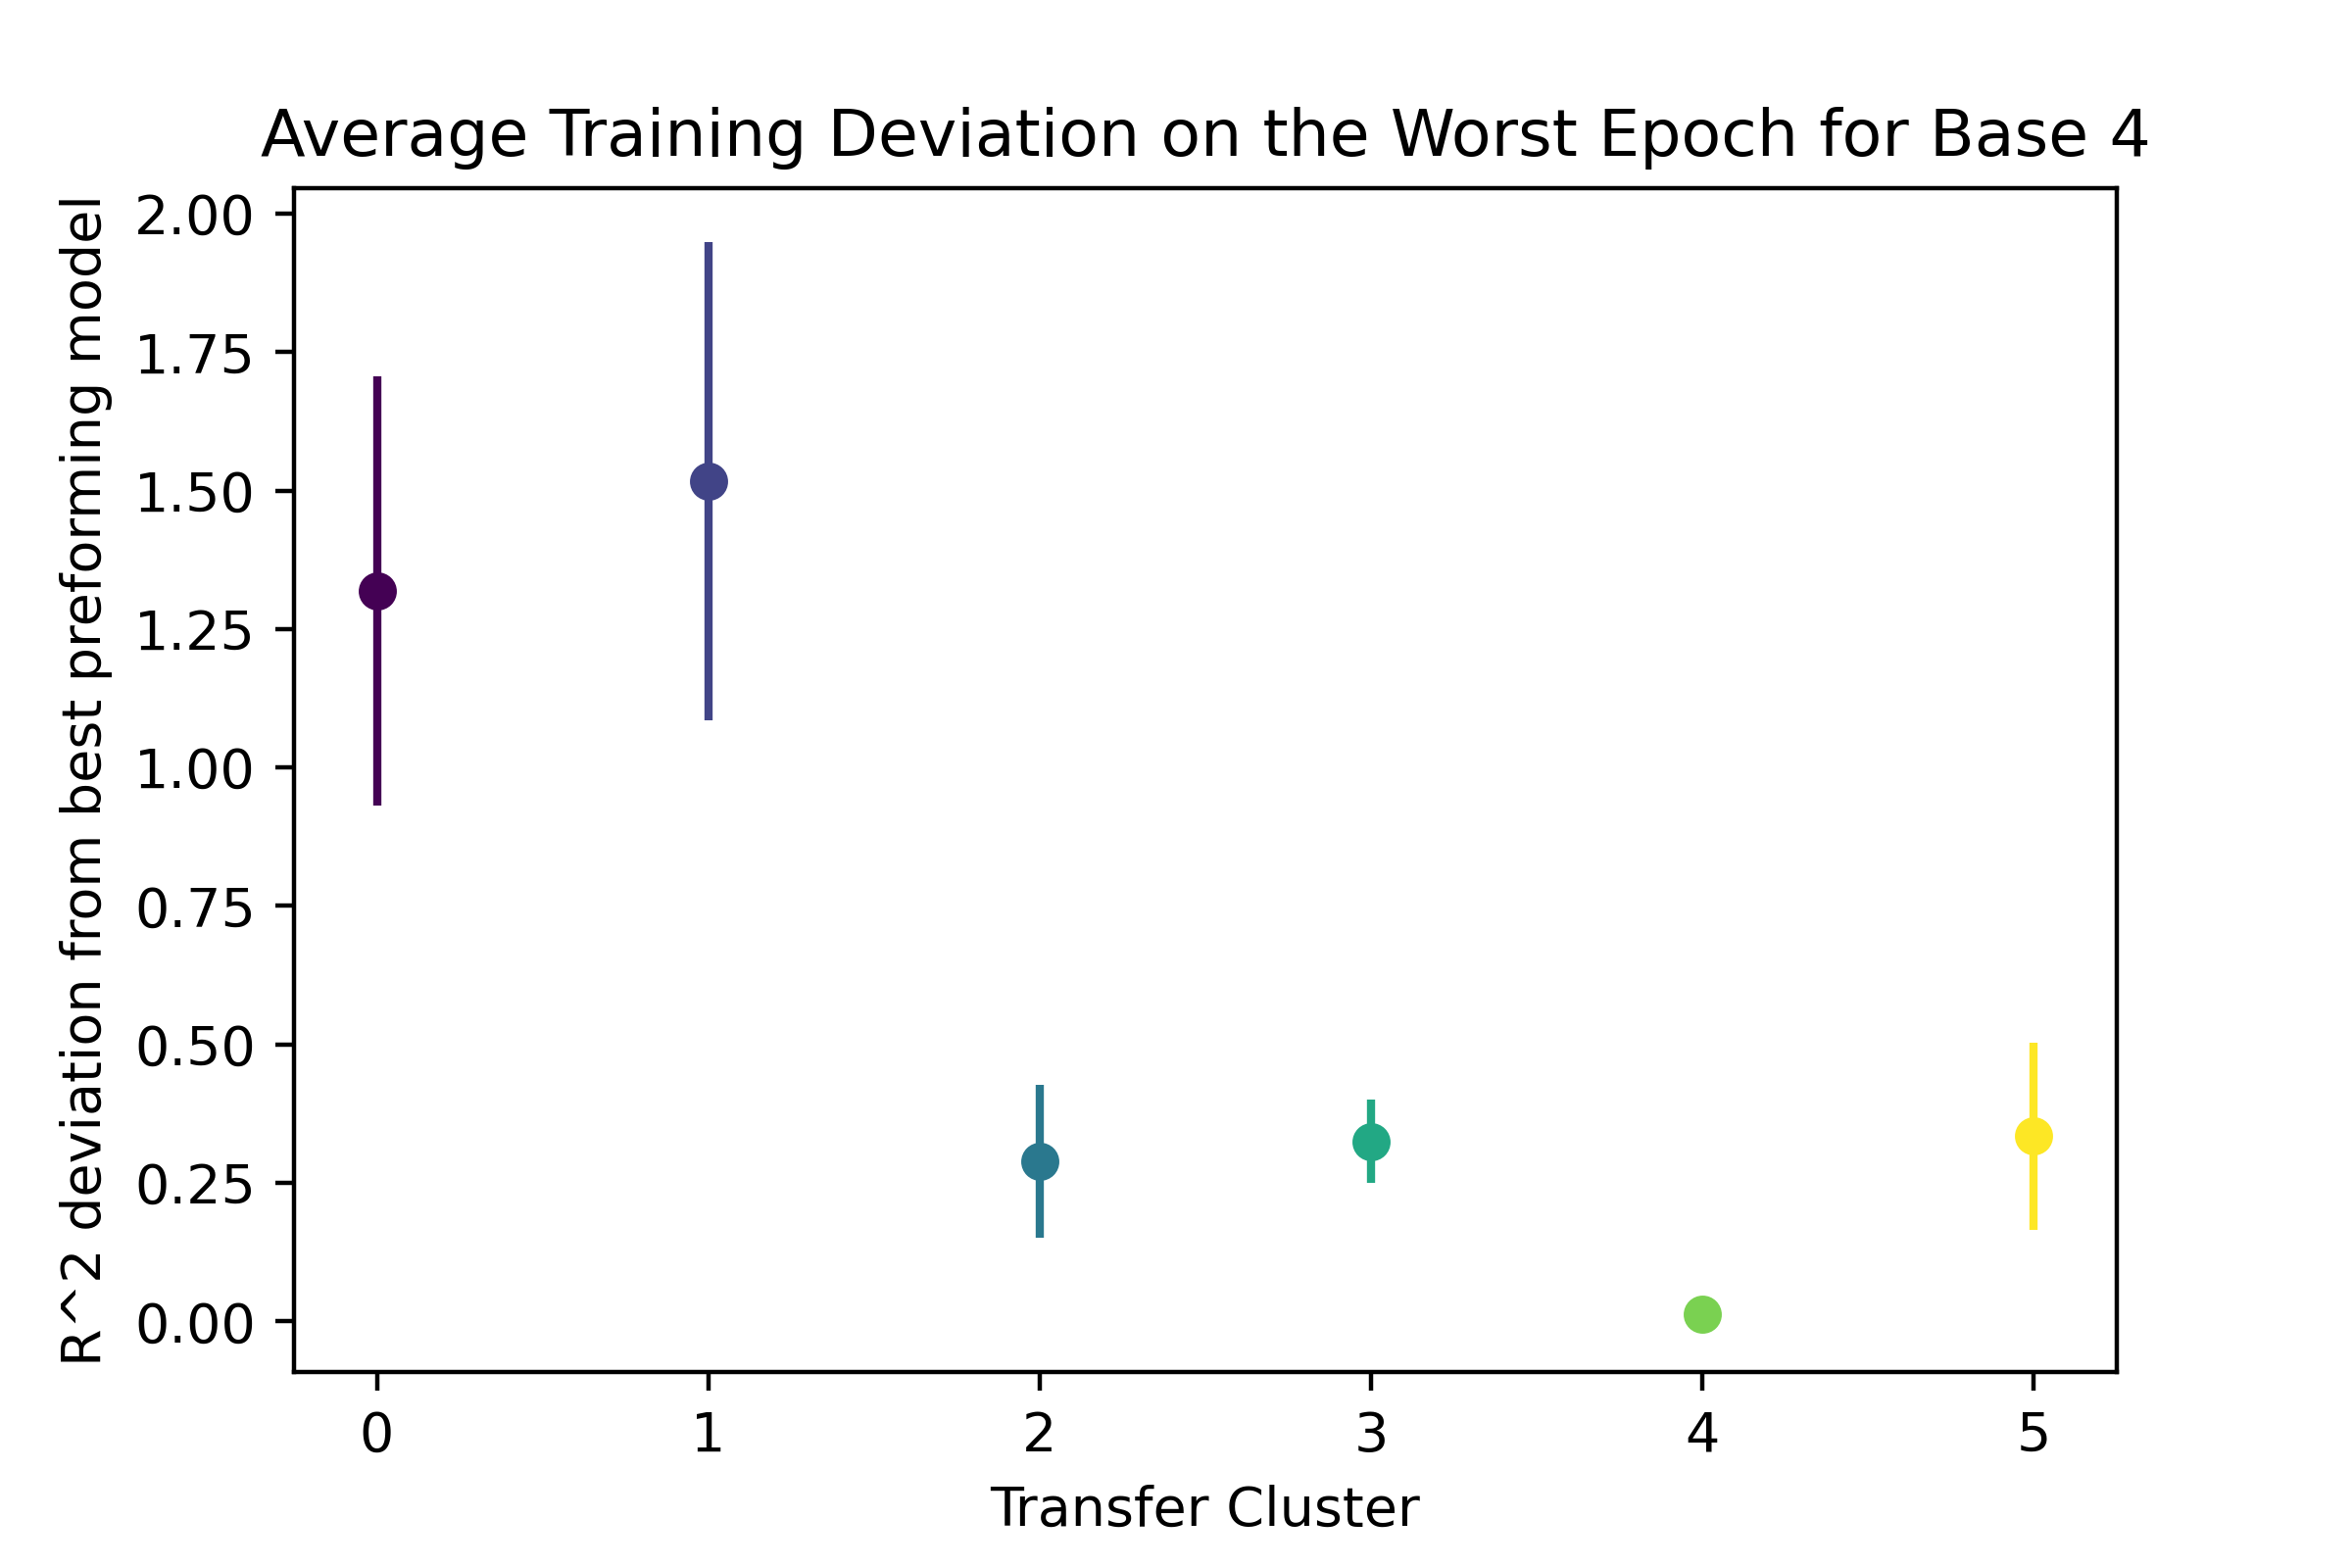 Average Training Deviation on the Worst Epoch for Base 4
R^2 deviation from best preforming model
2.00
1.75
1.50
1.25
1.00
0.75
0.50
0.25
0.00
0 1 2 3 4 5
Transfer Cluster